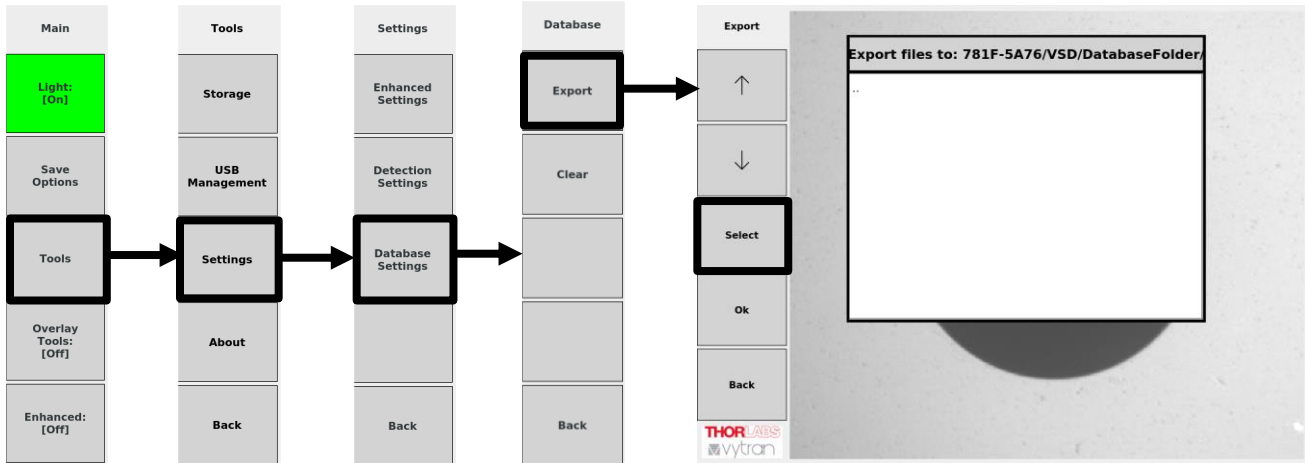 Main
Light:
[On]
Save
Options
Tools
Overlay
Tools:
[Off]
Enhanced:
[Off]
Tools
Storage
USB
Management
Settings
About
Back
Settings
Enhanced
Settings
Detection
Settings
Database
Settings
Back
Database
Export
Clear
Back
Export
↑
↓
Select
Ok
Back
THORLABS
vytran
Export files to: 781F-5A76/VSD/DatabaseFolder/
..